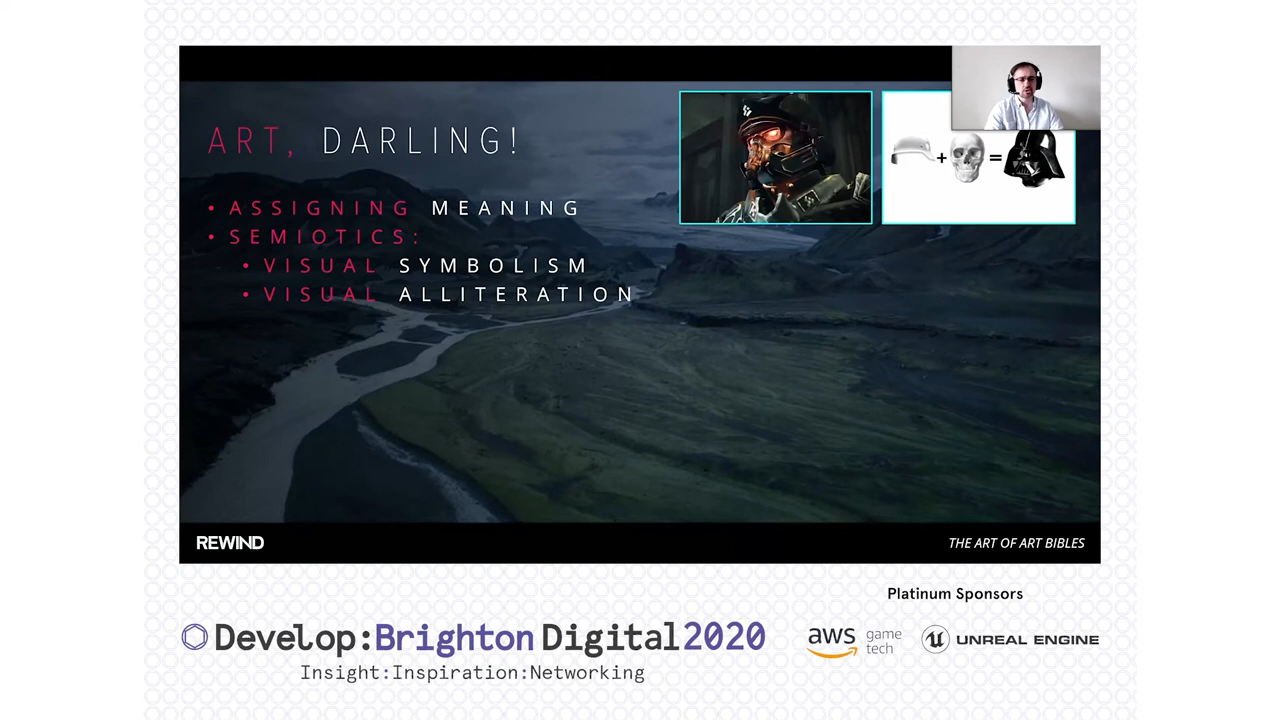 ART, DARLING!
• ASSIGNING MEANING
• SEMIOTICS:
• VISUAL SYMBOLISM
• VISUAL ALLITERATION
+ =
REWIND
THE ART OF ART BIBLES
Platinum Sponsors
Develop:Brighton Digital 2020
Insight:Inspiration:Networking
aws game tech
UNREAL ENGINE